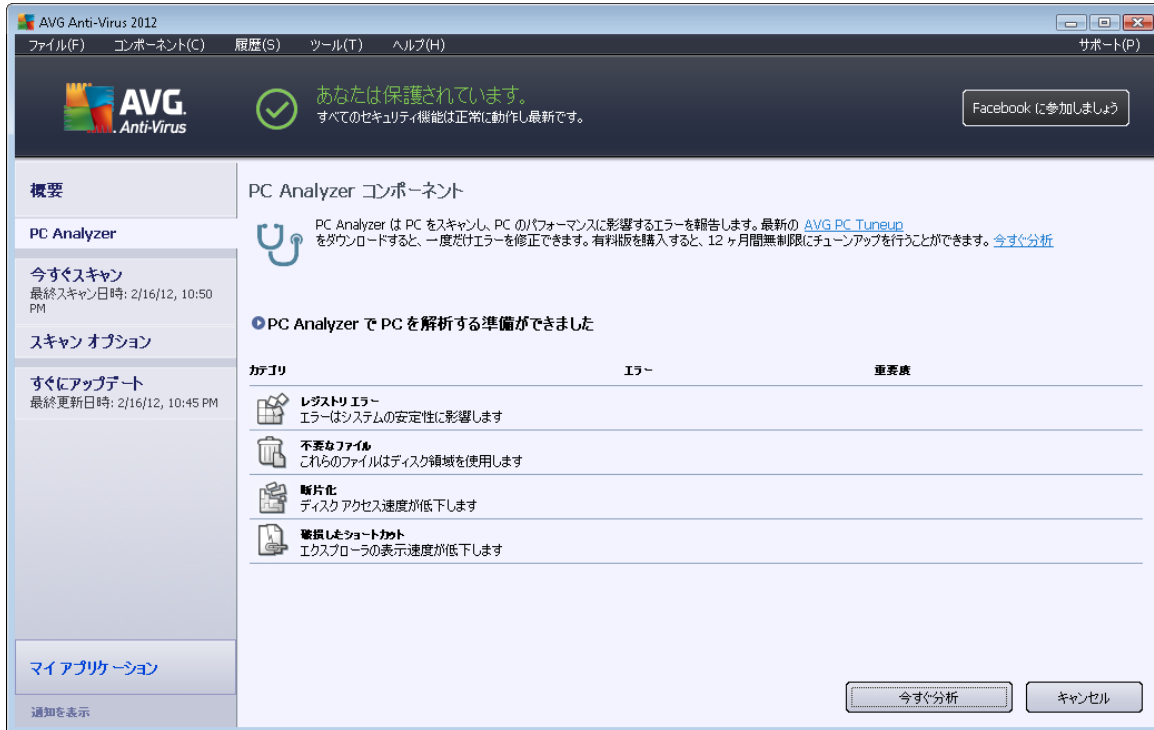 AVG Anti-Virus 2012
ファイル(F) コンポーネント(C) 履歴(S) ツール(T) ヘルプ(H) サポート(P)
AVG.
Anti-Virus
あなたは保護されています。
すべてのセキュリティ機能は正常に動作し最新です。
Facebook に参加しましょう
概要
PC Analyzer
今すぐスキャン
最終スキャン日時: 2/16/12, 10:50
PM
スキャン オプション
すぐにアップデート
最終更新日時: 2/16/12, 10:45 PM
マイ アプリケーション
通知を表示
PC Analyzer コンポーネント
PC Analyzer は PC をスキャンし、PC のパフォーマンスに影響するエラーを報告します。最新の AVG PC Tuneup
をダウンロードすると、一度だけエラーを修正できます。有料版を購入すると、12 ヶ月間無制限にチューンアップを行うことができます。今すぐ分析
PC Analyzer で PC を解析する準備ができました
カテゴリ エラー 重要度
レジストリ エラー
エラーはシステムの安定性に影響します
不要なファイル
これらのファイルはディスク領域を使用します
断片化
ディスク アクセス速度が低下します
破損したショートカット
エクスプローラの表示速度が低下します
今すぐ分析 キャンセル